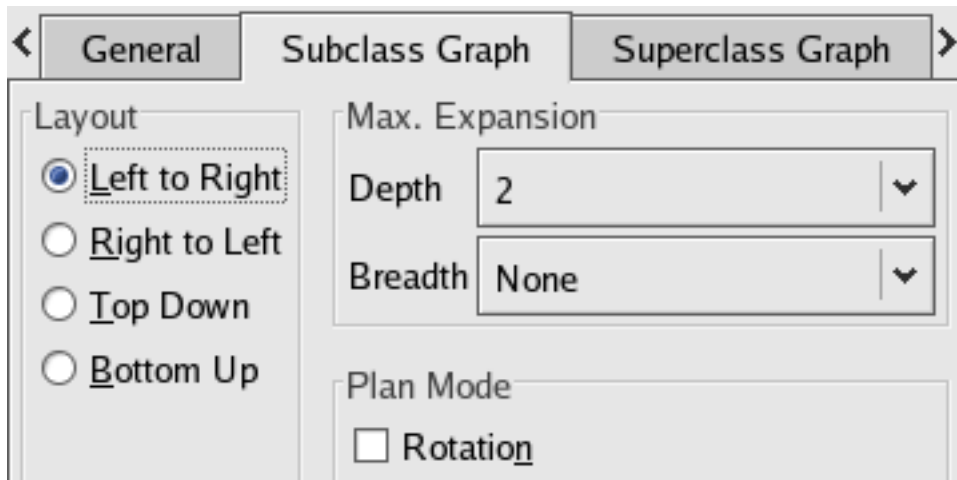 General
Subclass Graph
Superclass Graph
Layout
Left to Right
Right to Left
Top Down
Bottom Up
Max. Expansion
Depth
2
Breadth
None
Plan Mode
Rotation